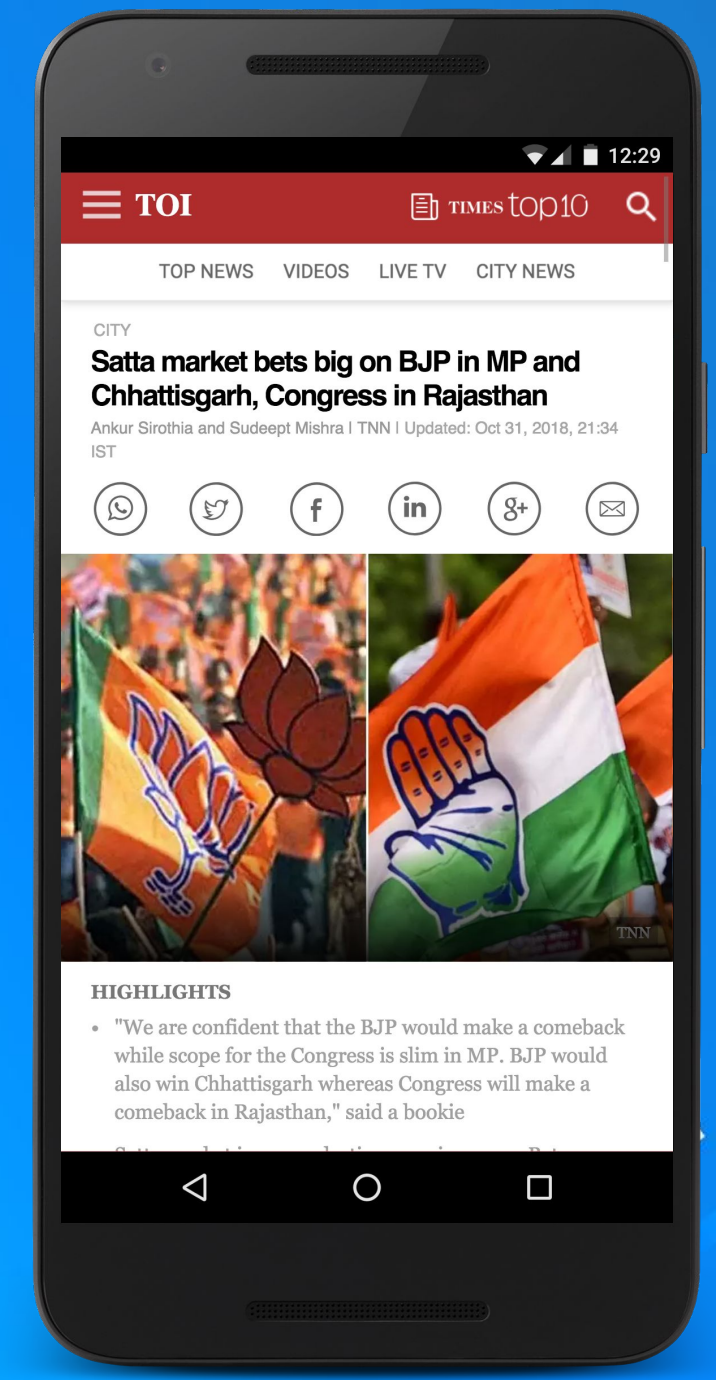 12:29
TOI TIMES top10
TOP NEWS VIDEOS LIVE TV CITY NEWS
CITY
Satta market bets big on BJP in MP and
Chhattisgarh, Congress in Rajasthan
Ankur Sirothia and Sudeept Mishra | TNN | Updated: Oct 31, 2018, 21:34
IST
f in g+
TNN
HIGHLIGHTS
• "We are confident that the BJP would make a comeback
while scope for the Congress is slim in MP. BJP would
also win Chhattisgarh whereas Congress will make a
comeback in Rajasthan," said a bookie